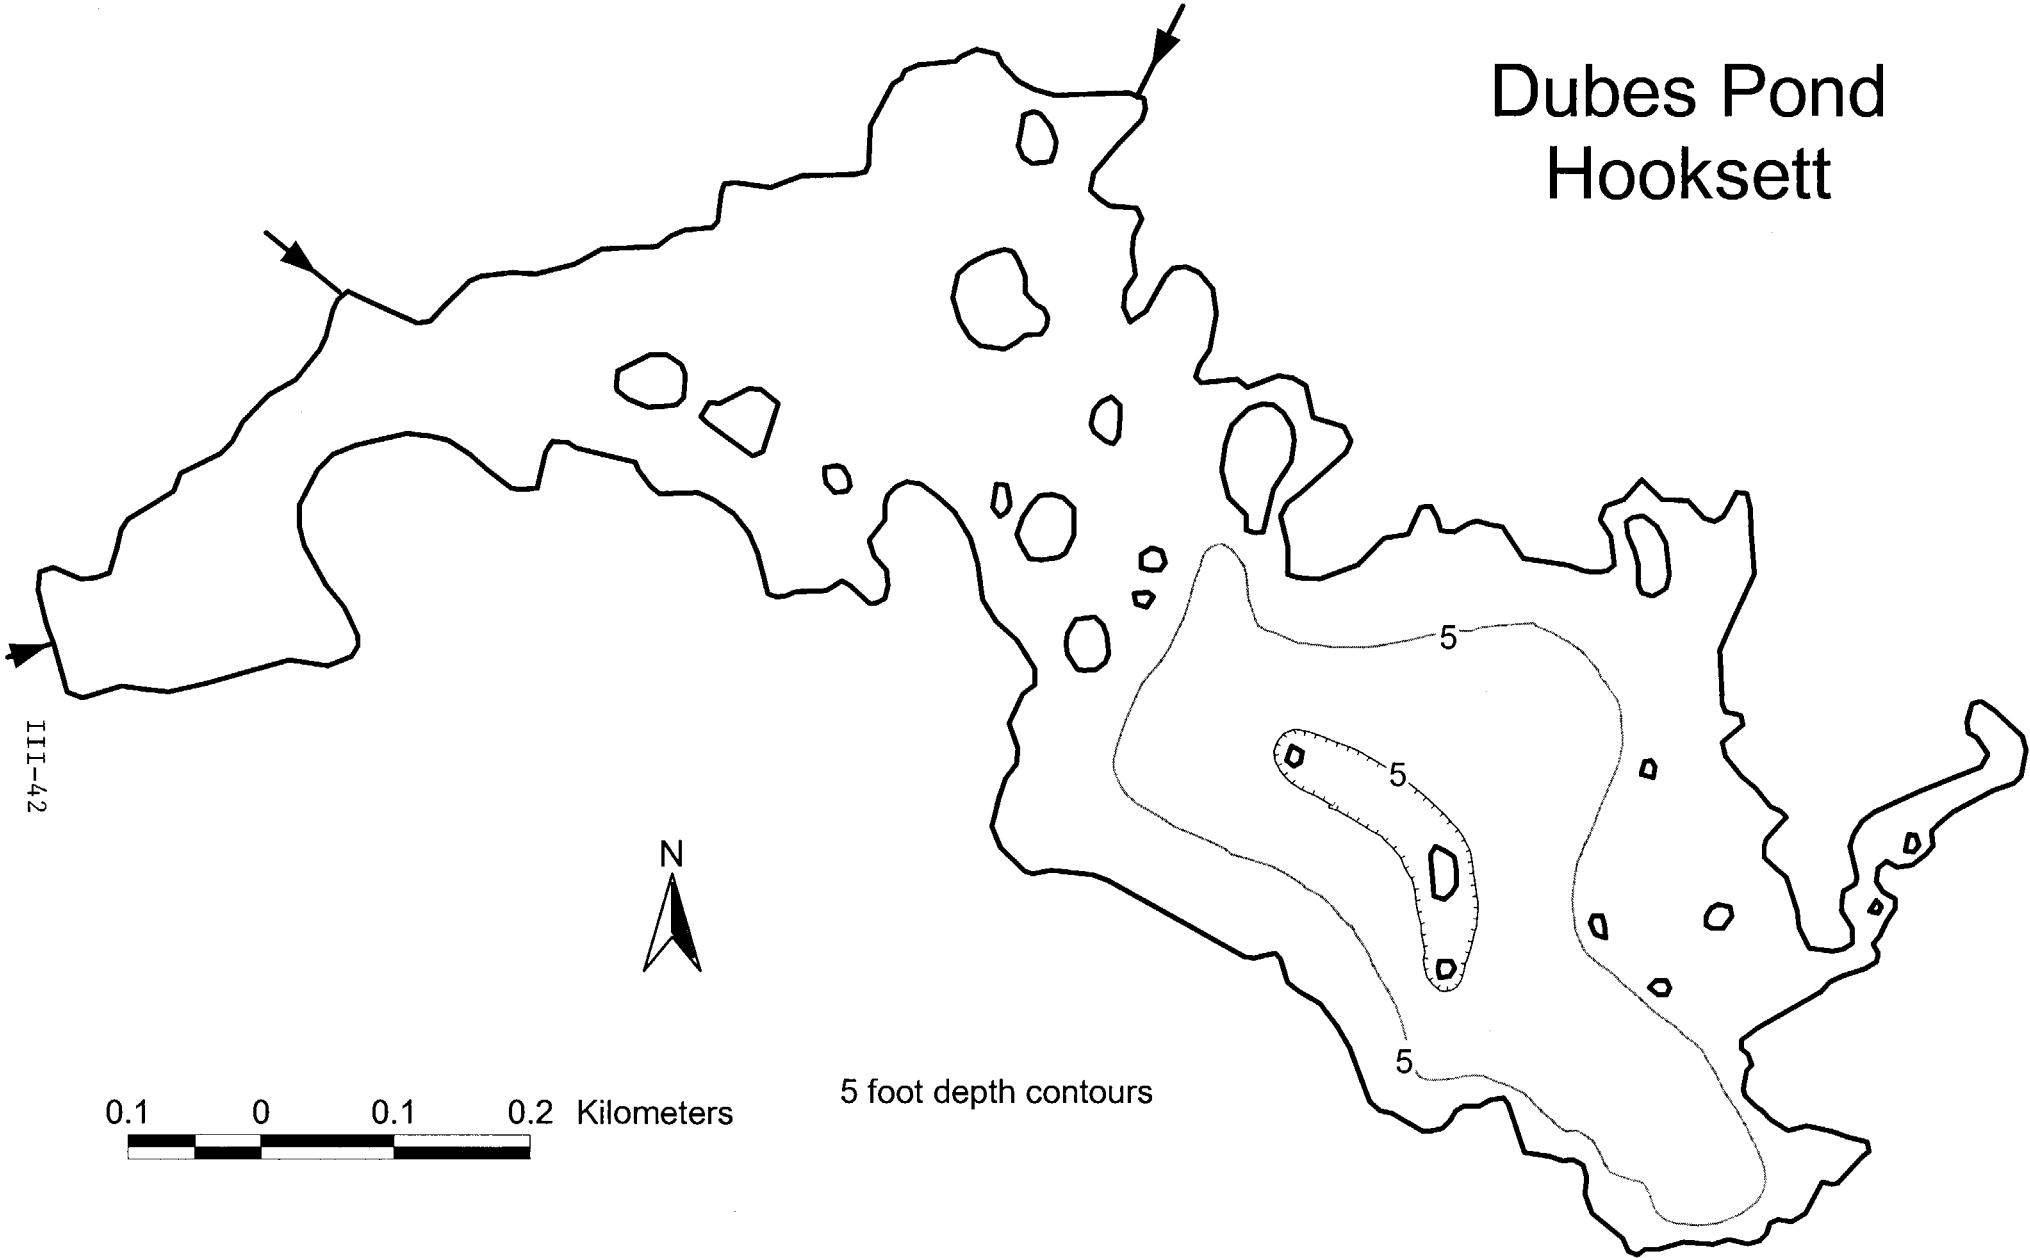 Dubes Pond
Hooksett
5
5
5
III-42
N
0.1 0 0.1 0.2 Kilometers
5 foot depth contours